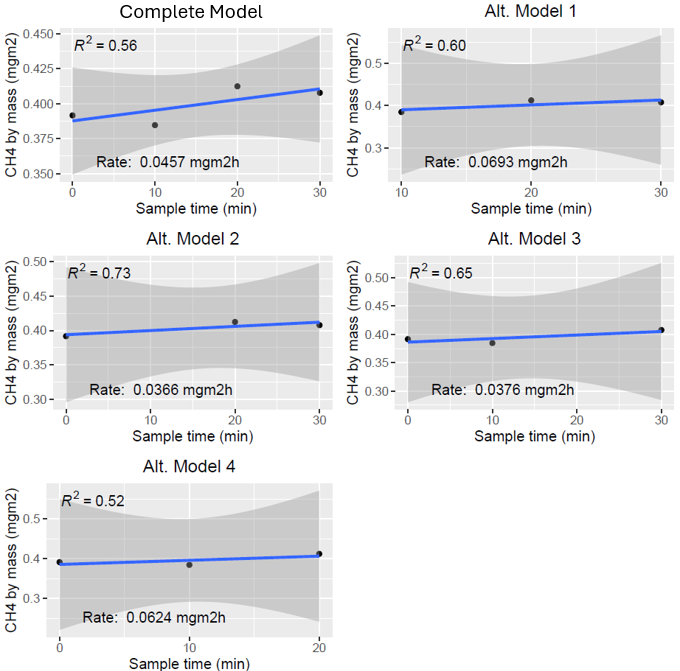 Complete Model
R² = 0.56
CH4 by mass (mgm2)
0.450
0.425
0.400
0.375
0.350
Rate: 0.0457 mgm2h
0 10 20 30
Sample time (min)
Alt. Model 1
R² = 0.60
CH4 by mass (mgm2)
0.5
0.4
0.3
Rate: 0.0693 mgm2h
10 20 30
Sample time (min)
Alt. Model 2
R² = 0.73
CH4 by mass (mgm2)
0.50
0.45
0.40
0.35
0.30
Rate: 0.0366 mgm2h
0 10 20 30
Sample time (min)
Alt. Model 3
R² = 0.65
CH4 by mass (mgm2)
0.50
0.45
0.40
0.35
0.30
Rate: 0.0376 mgm2h
0 10 20 30
Sample time (min)
Alt. Model 4
R² = 0.52
CH4 by mass (mgm2)
0.5
0.4
0.3
Rate: 0.0624 mgm2h
0 10 20
Sample time (min)